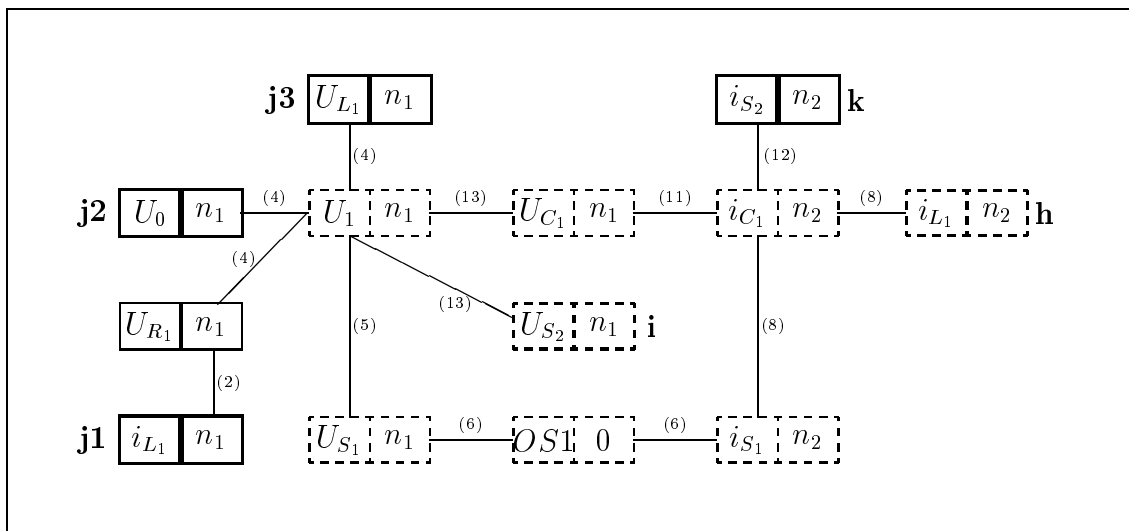 j3 U_{L_1} n_1 i_{S_2} n_2 k
(4) (12)
j2 U_0 n_1 (4) U_1 n_1 (13) U_{C_1} n_1 (11) i_{C_1} n_2 (8) i_{L_1} n_2 h
(4) (13)
U_{R_1} n_1 (5) U_{S_2} n_1 i (8)
(2)
j1 i_{L_1} n_1 U_{S_1} n_1 (6) OS1 0 (6) i_{S_1} n_2